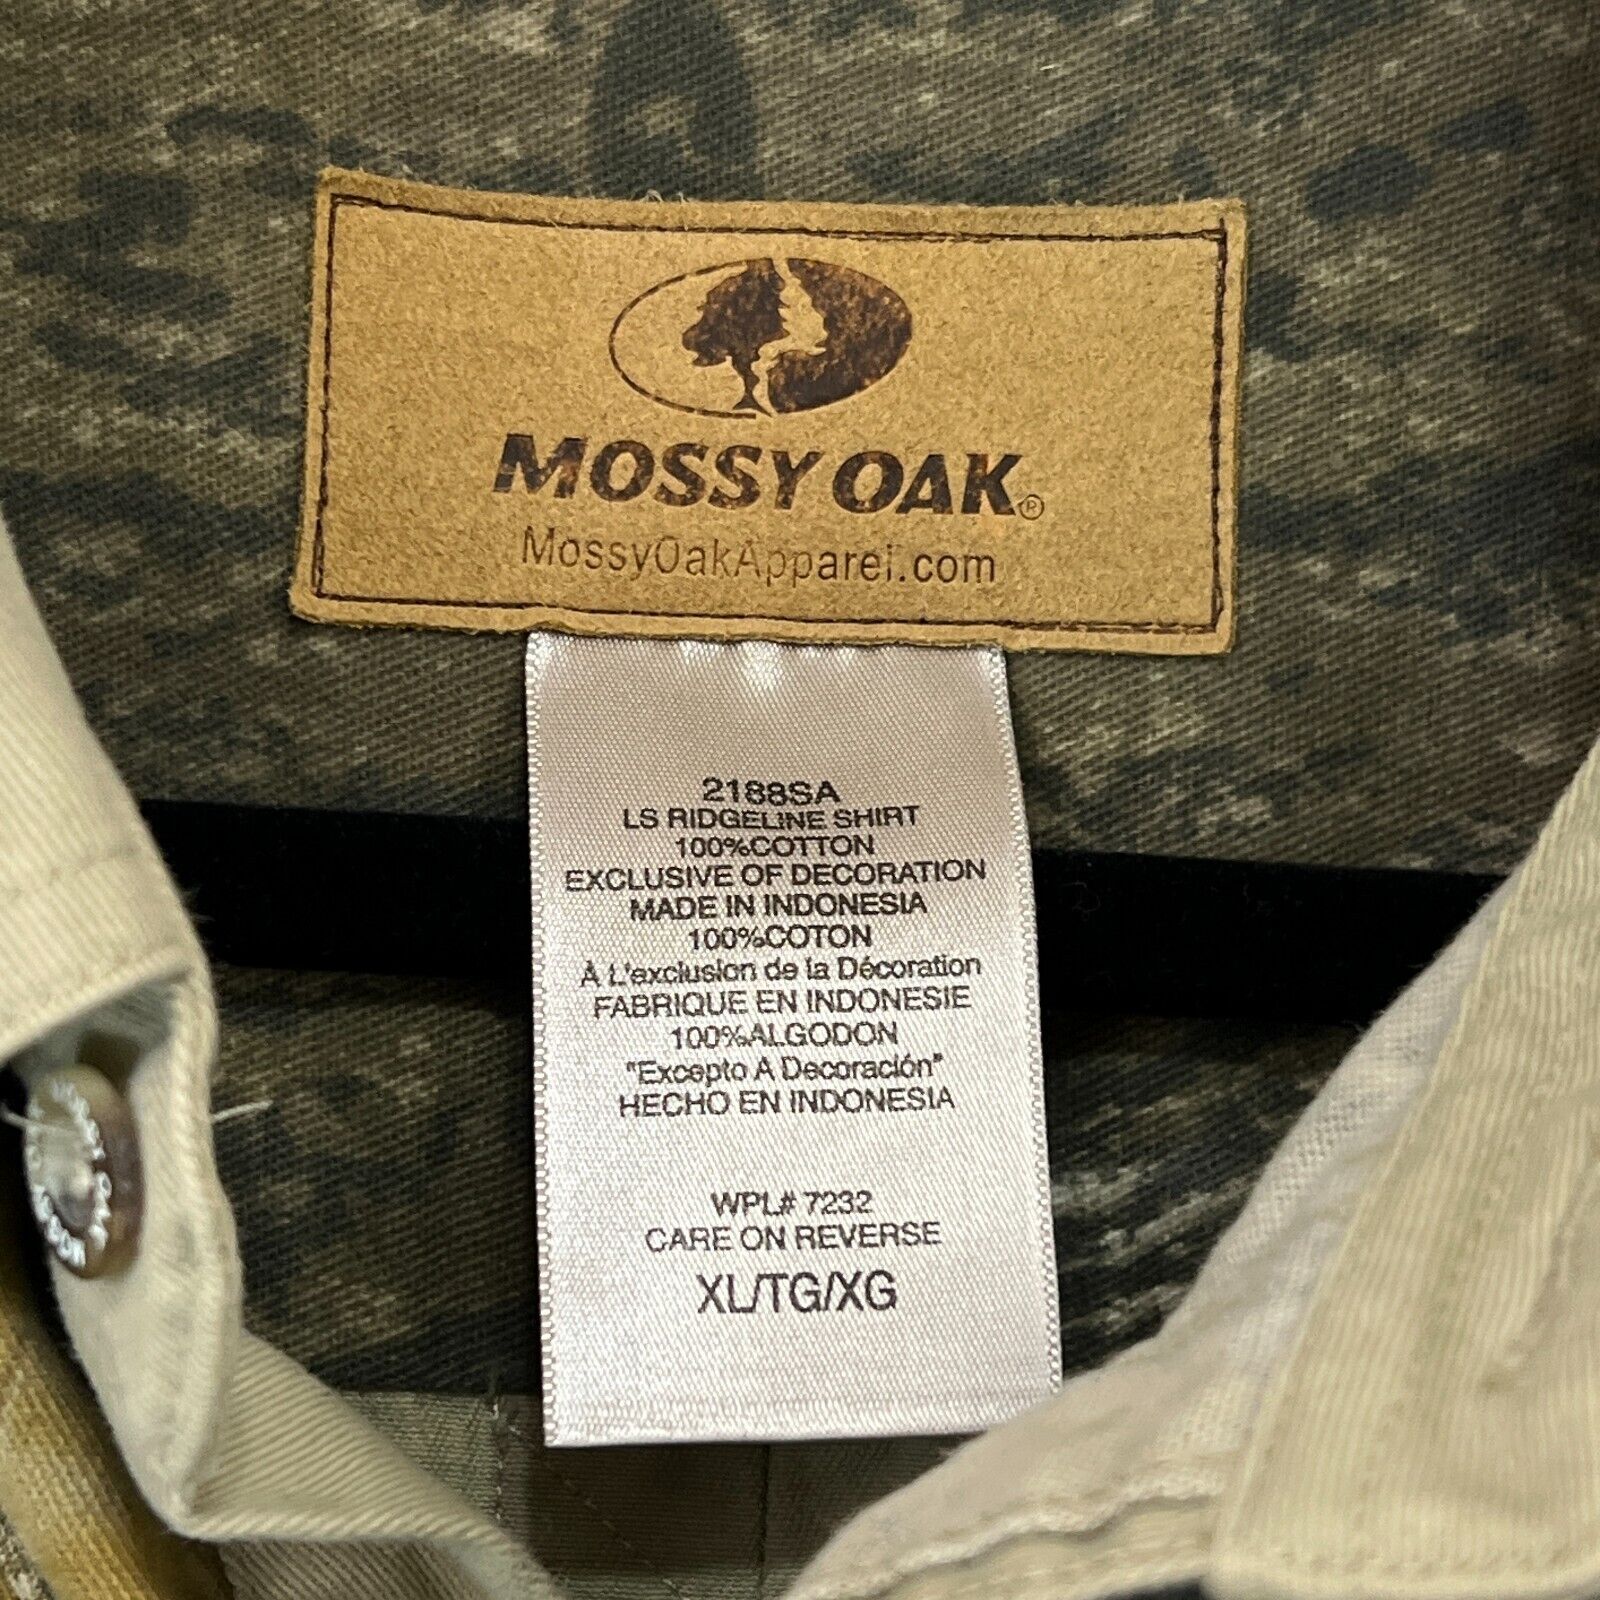 MOSSY OAK®
MossyOakApparel.com
2188SA
LS RIDGELINE SHIRT
100%COTTON
EXCLUSIVE OF DECORATION
MADE IN INDONESIA
100%COTON
À L'exclusion de la Décoration
FABRIQUE EN INDONESIE
100%ALGODON
"Excepto A Decoración"
HECHO EN INDONESIA
WPL# 7232
CARE ON REVERSE
XL/TG/XG
MOSSY OAK